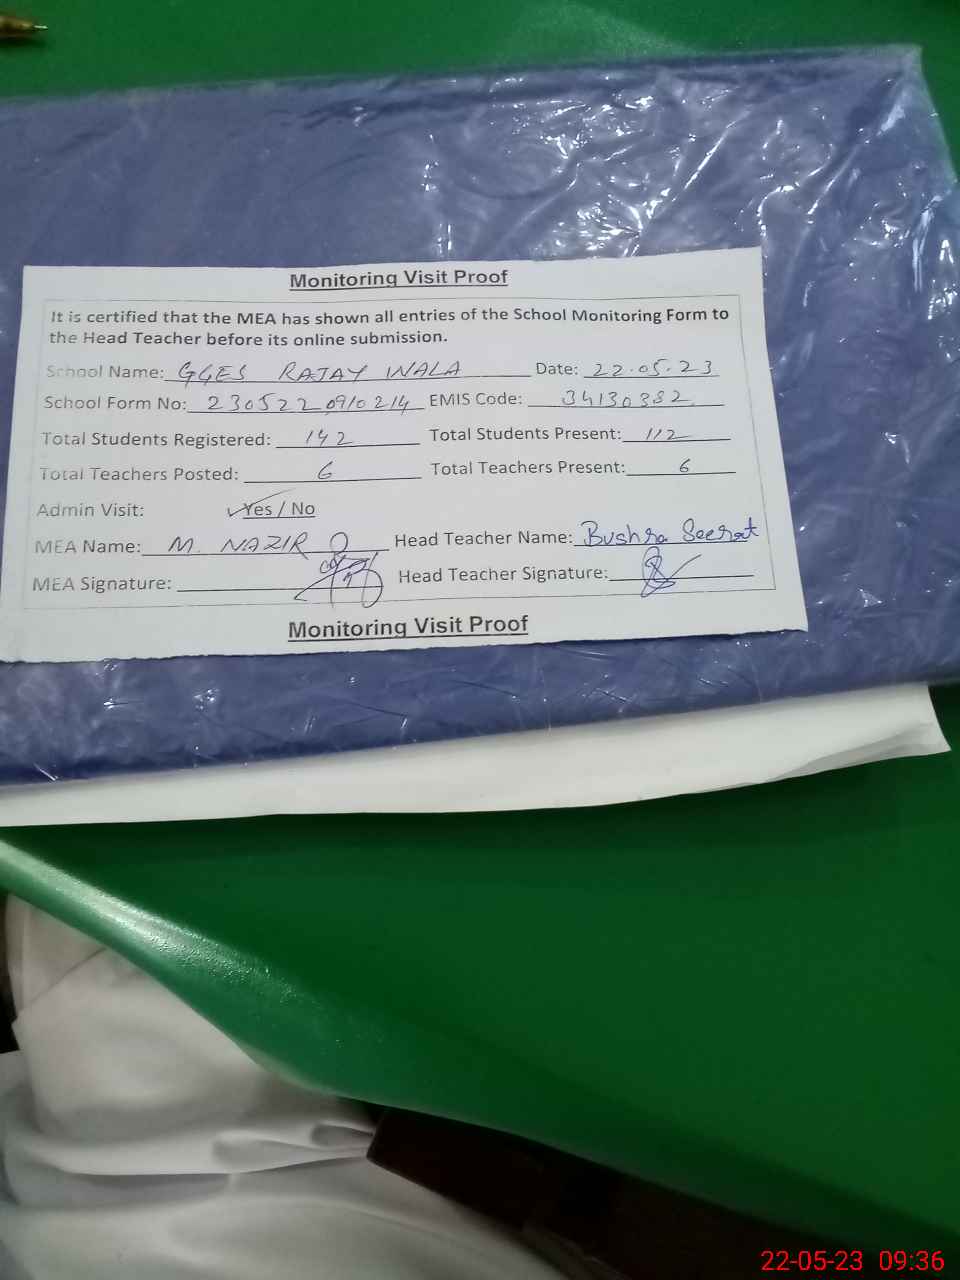 Monitoring Visit Proof
It is certified that the MEA has shown all entries of the School Monitoring Form to
the Head Teacher before its online submission.
School Name: GGES RAJAY WALA Date: 22.05.23
School Form No: 230522 0910214 EMIS Code: 34130382
Total Students Registered: 142 Total Students Present: 112
Total Teachers Posted: 6 Total Teachers Present: 6
Admin Visit: Yes / No
MEA Name: M. NAZIR Head Teacher Name: Bushra Seerat
MEA Signature: Head Teacher Signature:
Monitoring Visit Proof
22-05-23 09:36